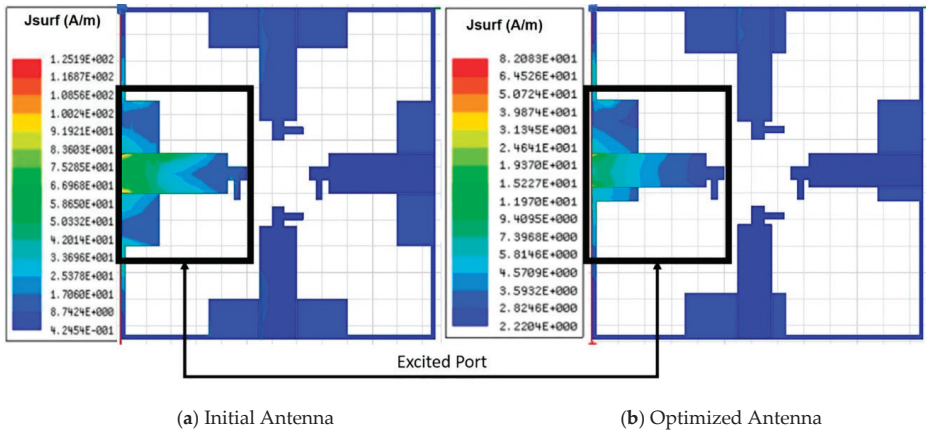 Jsurf (A/m)
1.2519E+002
1.1687E+002
1.0856E+002
1.0024E+002
9.1921E+001
8.3603E+001
7.5285E+001
6.6968E+001
5.8650E+001
5.0332E+001
4.2014E+001
3.3696E+001
2.5378E+001
1.7060E+001
8.7424E+000
4.2454E+001
Jsurf (A/m)
8.2083E+001
6.4526E+001
5.0724E+001
3.9874E+001
3.1345E+001
2.4641E+001
1.9370E+001
1.5227E+001
1.1970E+001
9.4095E+000
7.3968E+000
5.8146E+000
4.5709E+000
3.5932E+000
2.8246E+000
2.2204E+000
Excited Port
(a) Initial Antenna
(b) Optimized Antenna